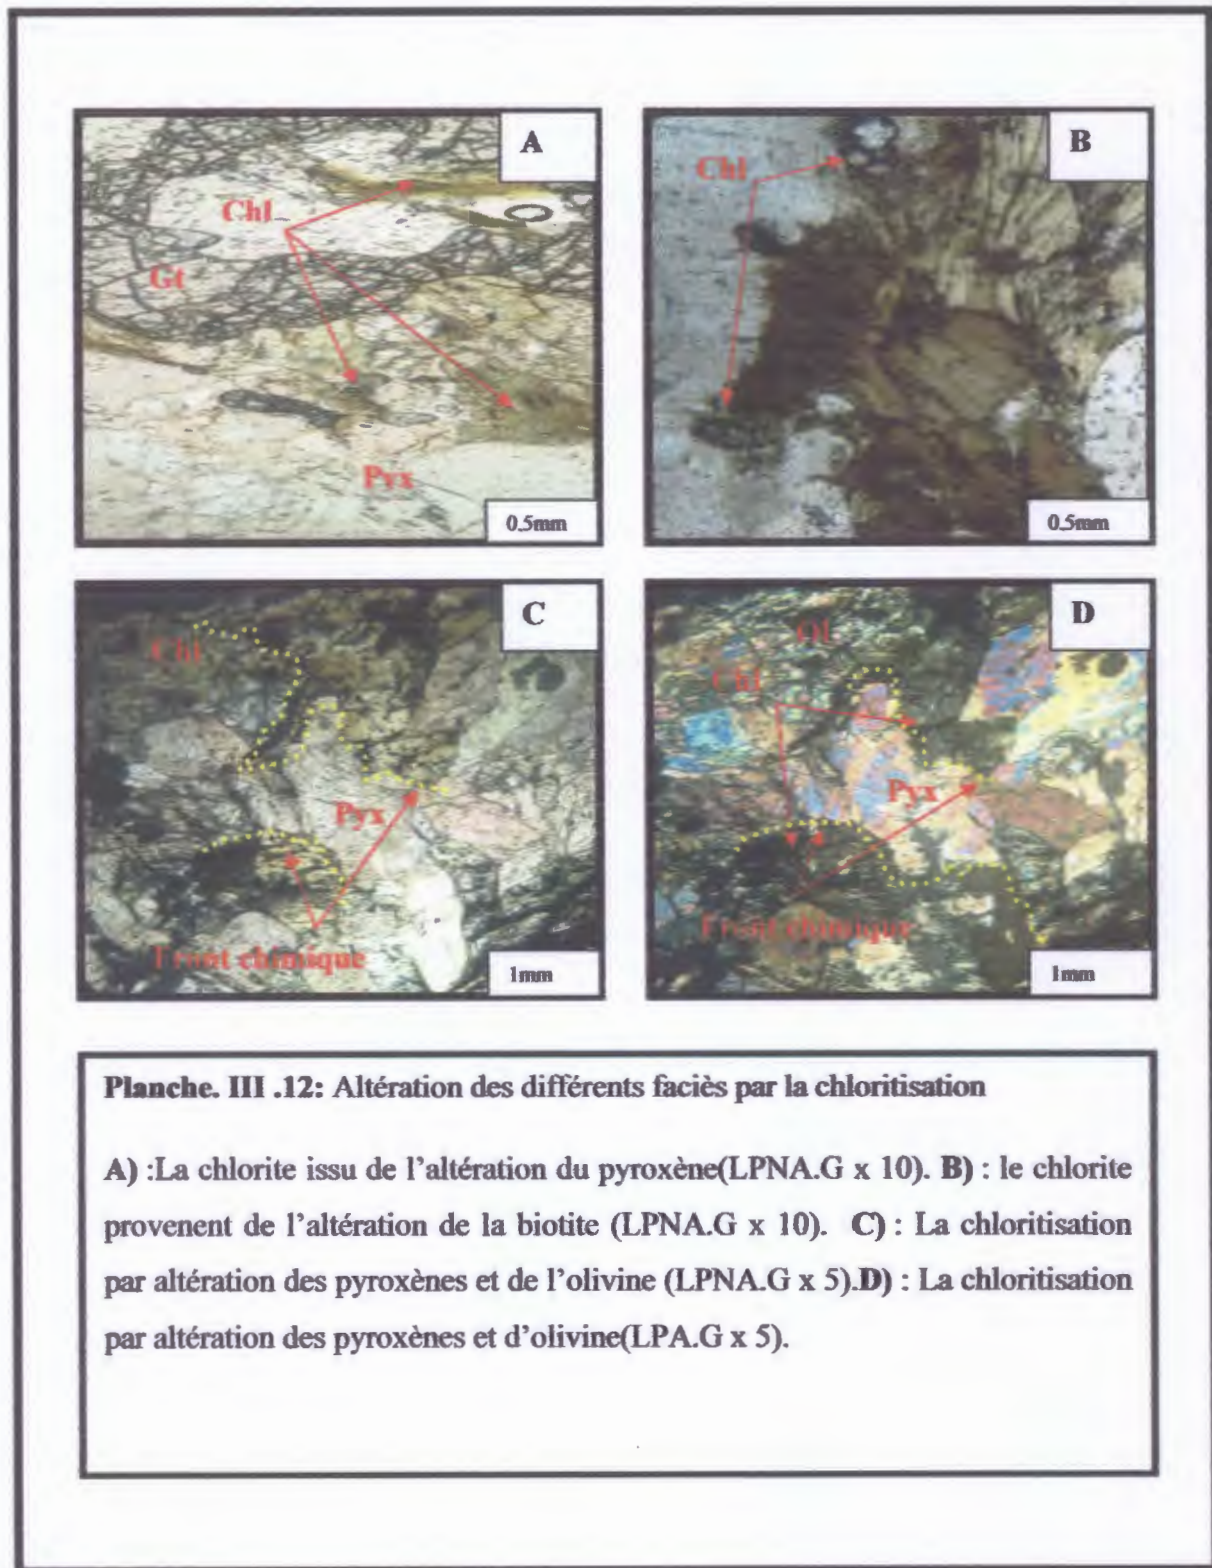 A
Chl
Gt
Pyx
0.5mm
B
Chl
0.5mm
C
Chl
Pyx
Front chimique
1mm
D
Ol
Chl
Pyx
Front chimique
1mm
Planche. III .12: Altération des différents faciès par la chloritisation
A) :La chlorite issu de l’altération du pyroxène(LPNA.G x 10). B) : le chlorite
provenent de l’altération de la biotite (LPNA.G x 10). C) : La chloritisation
par altération des pyroxènes et de l’olivine (LPNA.G x 5).D) : La chloritisation
par altération des pyroxènes et d’olivine(LPA.G x 5).